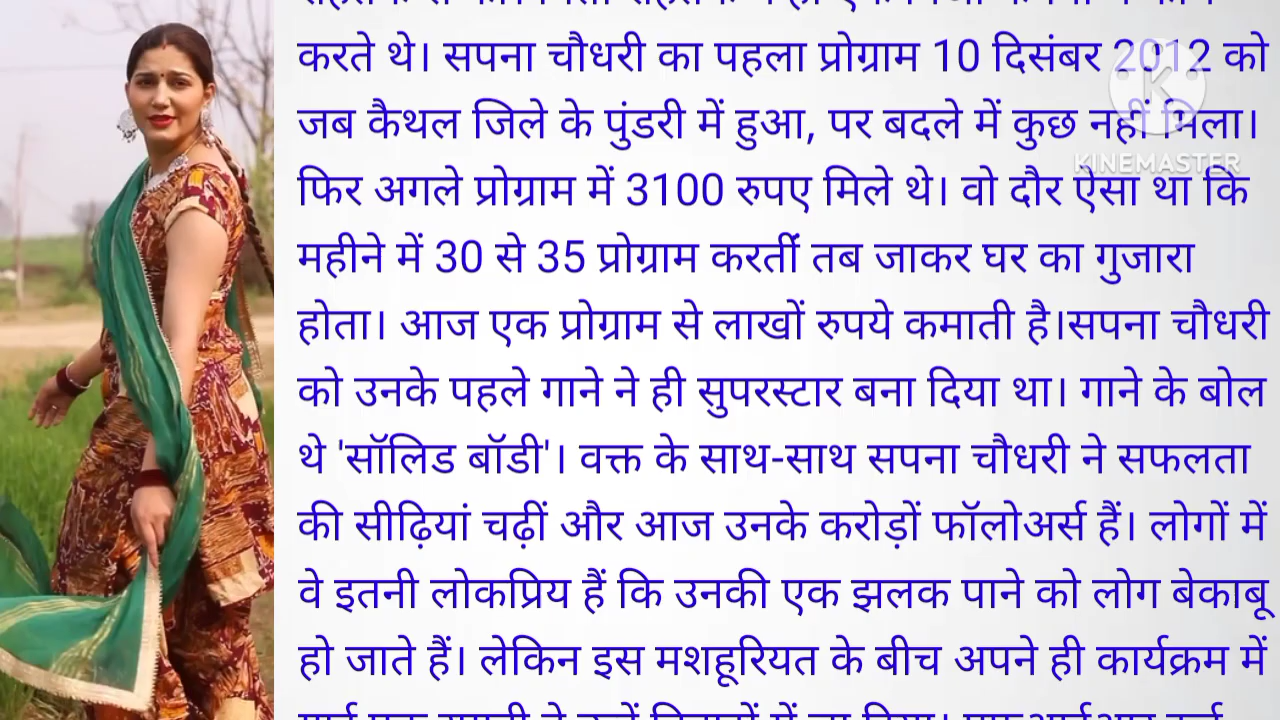 करते थे। सपना चौधरी का पहला प्रोग्राम 10 दिसंबर 2012 को
जब कैथल जिले के पुंडरी में हुआ, पर बदले में कुछ नहीं मिला।
KINEMASTER
फिर अगले प्रोग्राम में 3100 रुपए मिले थे। वो दौर ऐसा था कि
महीने में 30 से 35 प्रोग्राम करतीं तब जाकर घर का गुजारा
होता। आज एक प्रोग्राम से लाखों रुपये कमाती है।सपना चौधरी
को उनके पहले गाने ने ही सुपरस्टार बना दिया था। गाने के बोल
थे 'सॉलिड बॉडी'। वक्त के साथ-साथ सपना चौधरी ने सफलता
की सीढ़ियां चढ़ीं और आज उनके करोड़ों फॉलोअर्स हैं। लोगों में
वे इतनी लोकप्रिय हैं कि उनकी एक झलक पाने को लोग बेकाबू
हो जाते हैं। लेकिन इस मशहूरियत के बीच अपने ही कार्यक्रम में